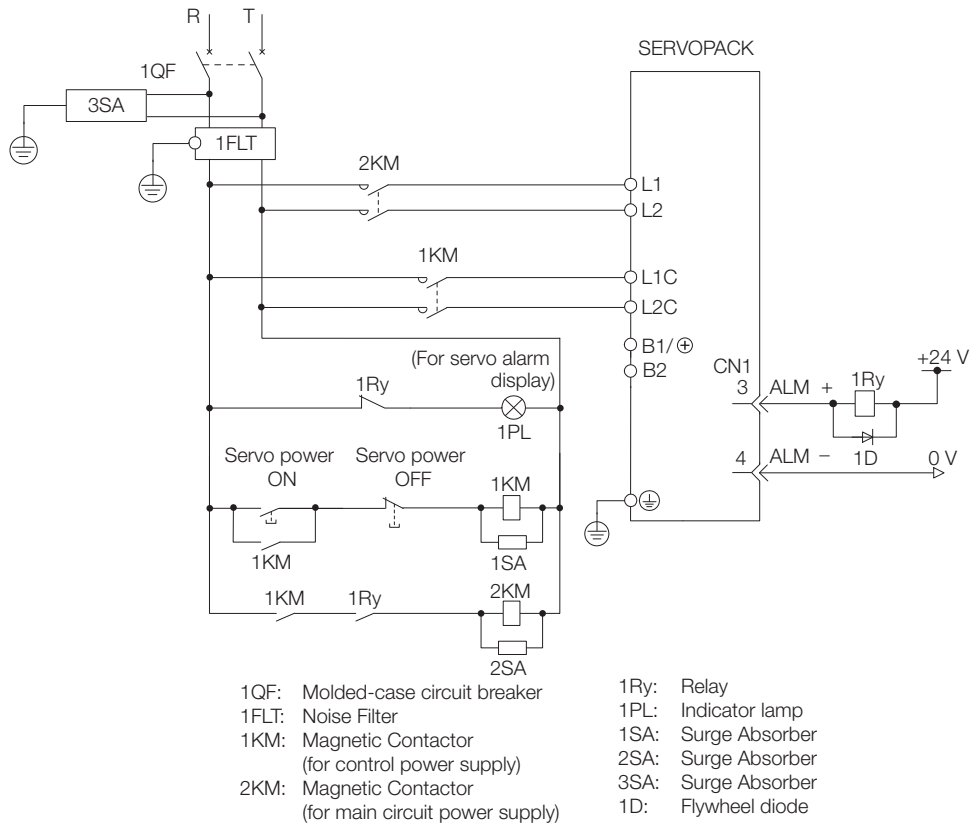 R T
SERVOPACK
1QF
3SA
1FLT
2KM
L1
L2
1KM
L1C
L2C
B1/⊕
B2
(For servo alarm
display)
CN1
+24 V
1Ry
3 ALM + 1Ry
1PL
1D
4 ALM − 0 V
Servo power
ON
Servo power
OFF
1KM
1KM
1SA
1KM 1Ry 2KM
2SA
1QF: Molded-case circuit breaker
1FLT: Noise Filter
1KM: Magnetic Contactor
(for control power supply)
2KM: Magnetic Contactor
(for main circuit power supply)
1Ry: Relay
1PL: Indicator lamp
1SA: Surge Absorber
2SA: Surge Absorber
3SA: Surge Absorber
1D: Flywheel diode